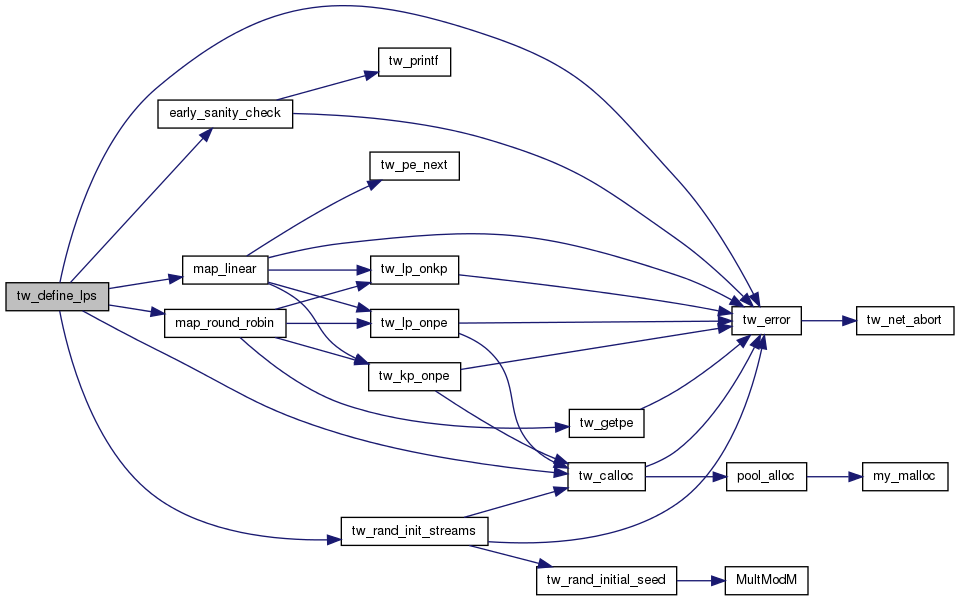 tw_printf
early_sanity_check
tw_pe_next
map_linear
tw_lp_onkp
tw_define_lps
map_round_robin
tw_lp_onpe
tw_error
tw_net_abort
tw_kp_onpe
tw_getpe
tw_calloc
pool_alloc
my_malloc
tw_rand_init_streams
tw_rand_initial_seed
MultModM